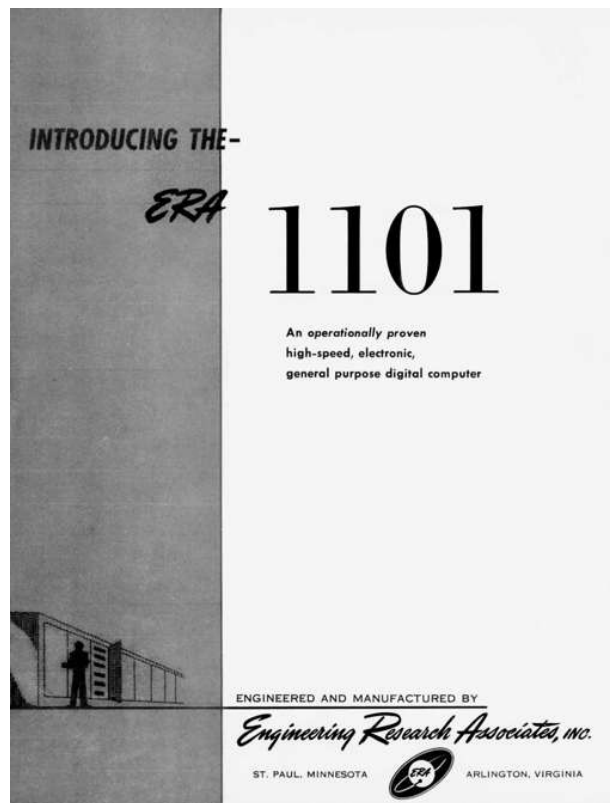 INTRODUCING THE-
ERA
1101
An operationally proven
high-speed, electronic,
general purpose digital computer
ENGINEERED AND MANUFACTURED BY
Engineering Research Associates, INC.
ST. PAUL, MINNESOTA ERA ARLINGTON, VIRGINIA